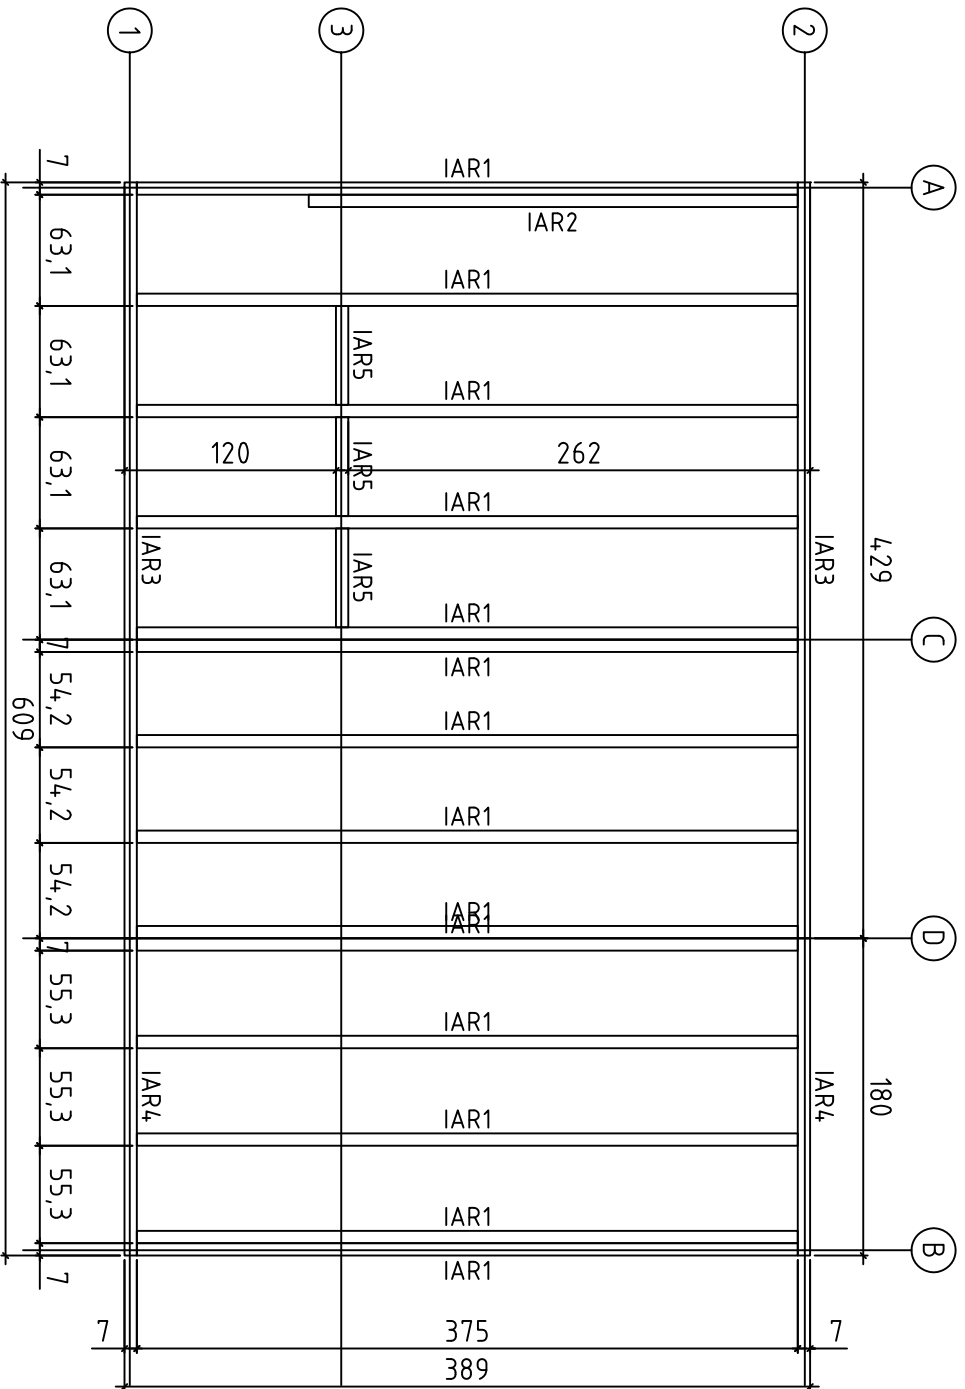 1
3
2
7
IAR1
A
IAR2
63,1
IAR1
63,1
IAR5
IAR1
63,1
120
IAR5
262
IAR1
63,1
IAR3
IAR5
IAR3
429
IAR1
7
C
IAR1
54,2
609
IAR1
54,2
IAR1
54,2
IAR1
IAR1
7
D
55,3
IAR1
55,3
IAR4
IAR1
IAR4
180
55,3
IAR1
B
7
IAR1
7
375
7
389